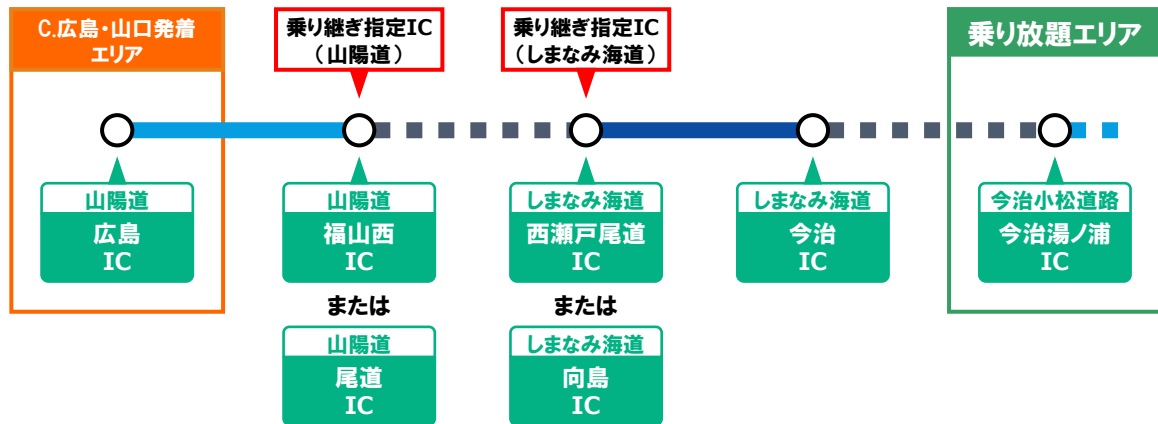 C.広島・山口発着
エリア
乗り継ぎ指定IC
（山陽道）
乗り継ぎ指定IC
（しまなみ海道）
乗り放題エリア
山陽道
広島
IC
山陽道
福山西
IC
または
山陽道
尾道
IC
しまなみ海道
西瀬戸尾道
IC
または
しまなみ海道
向島
IC
しまなみ海道
今治
IC
今治小松道路
今治湯ノ浦
IC